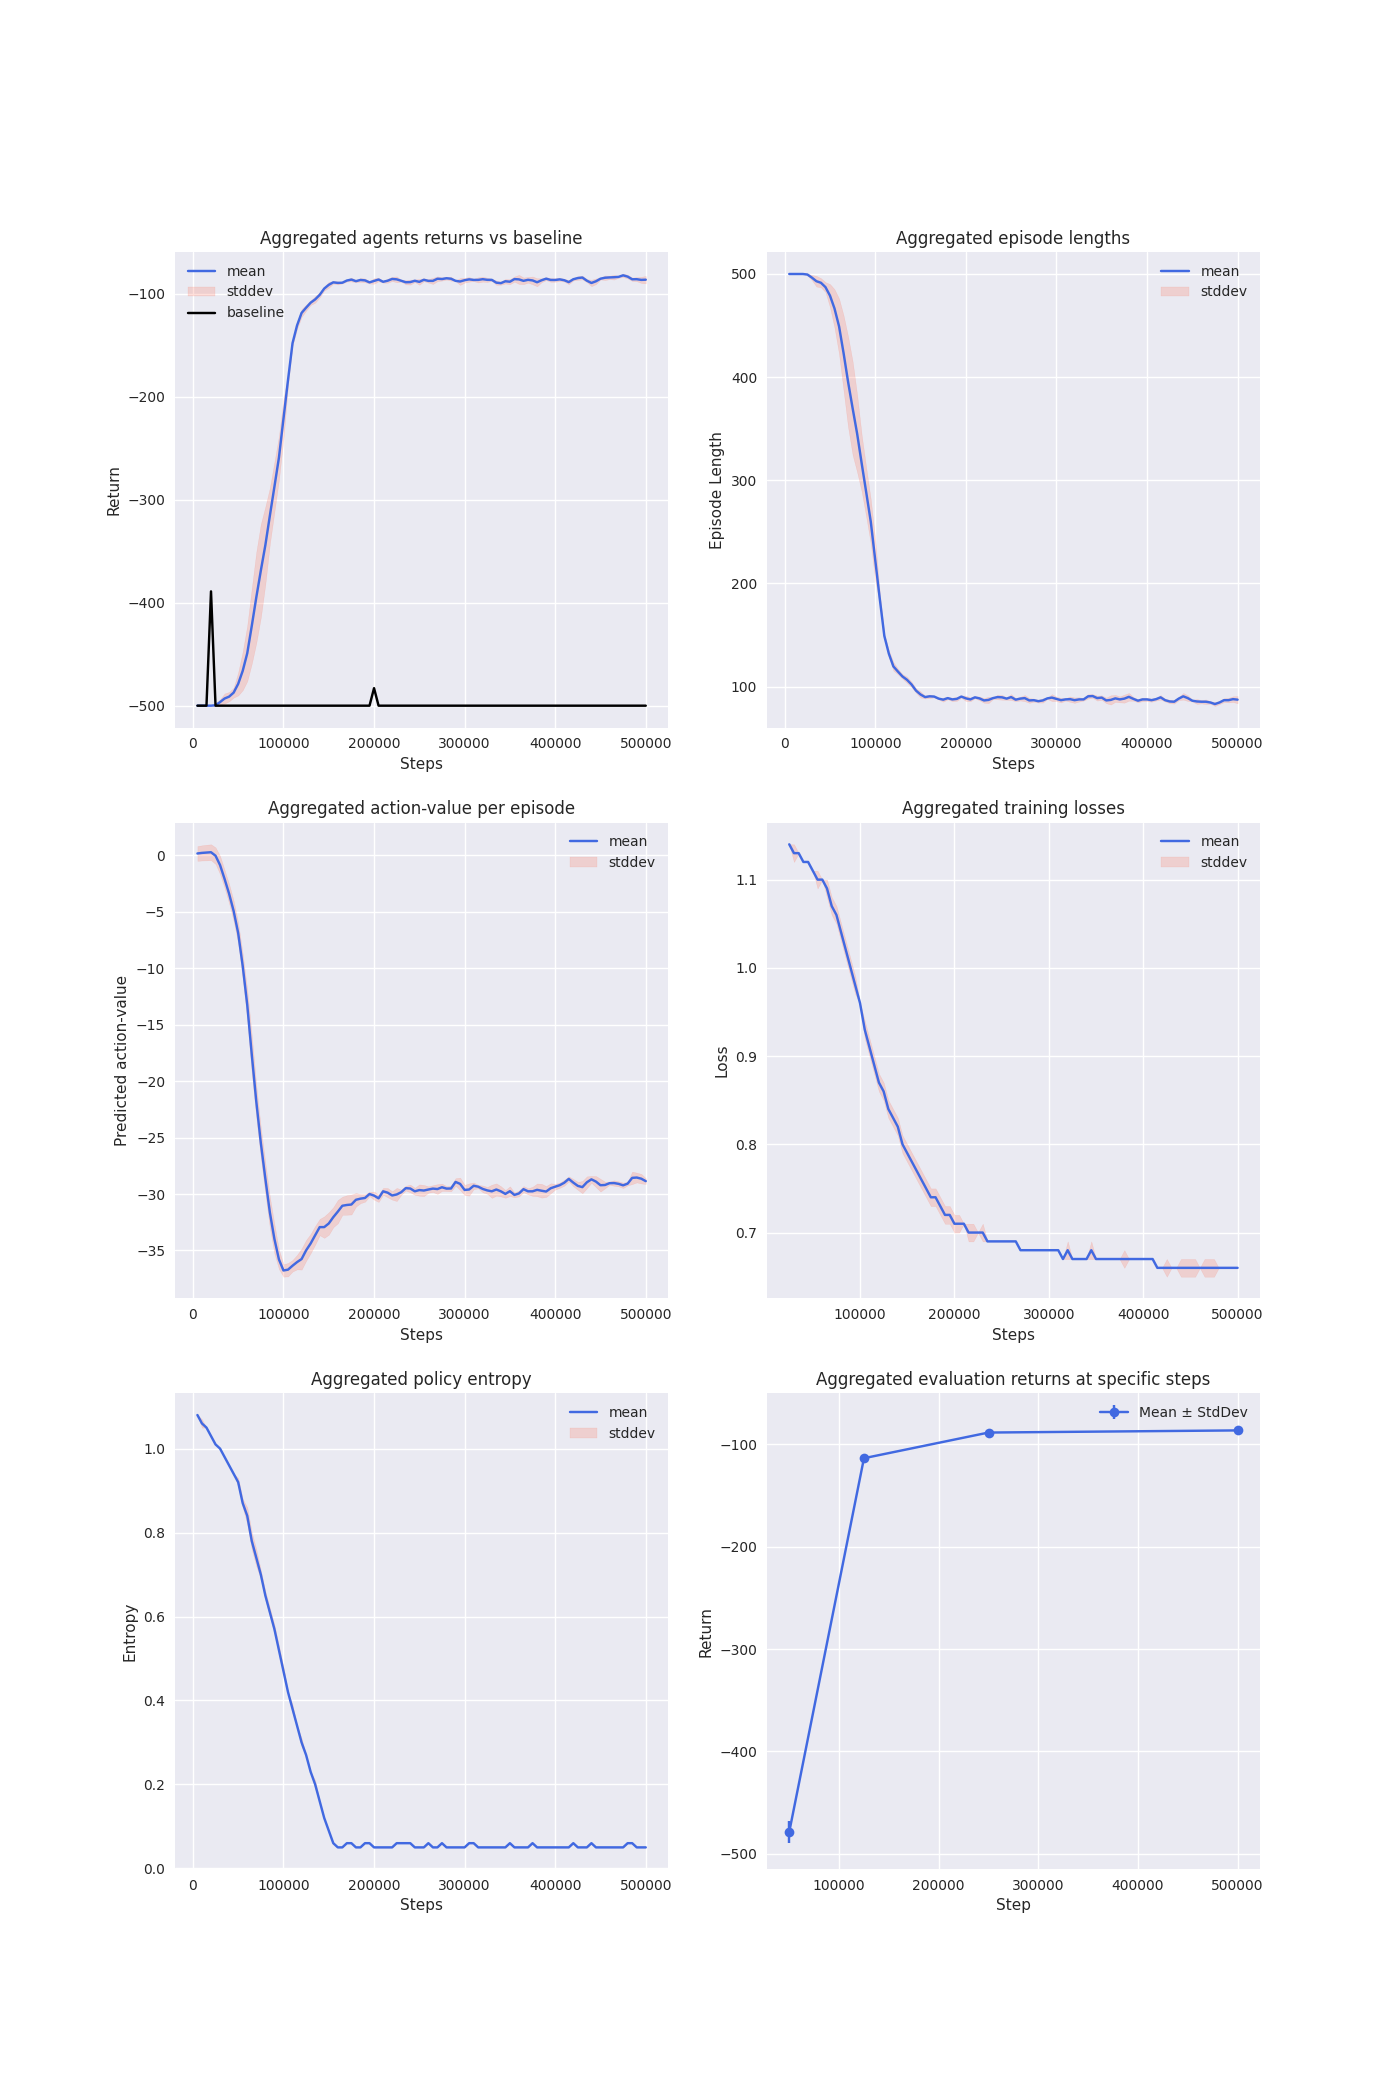 Aggregated agents returns vs baseline
mean
stddev
baseline
−100
−200
−300
−400
−500
Return
0 100000 200000 300000 400000 500000
Steps
Aggregated episode lengths
mean
stddev
500
400
300
200
100
Episode Length
0 100000 200000 300000 400000 500000
Steps
Aggregated action-value per episode
mean
stddev
0
−5
−10
−15
−20
−25
−30
−35
Predicted action-value
0 100000 200000 300000 400000 500000
Steps
Aggregated training losses
mean
stddev
1.1
1.0
0.9
0.8
0.7
Loss
100000 200000 300000 400000 500000
Steps
Aggregated policy entropy
mean
stddev
1.0
0.8
0.6
0.4
0.2
0.0
Entropy
0 100000 200000 300000 400000 500000
Steps
Aggregated evaluation returns at specific steps
Mean ± StdDev
−100
−200
−300
−400
−500
Return
100000 200000 300000 400000 500000
Step